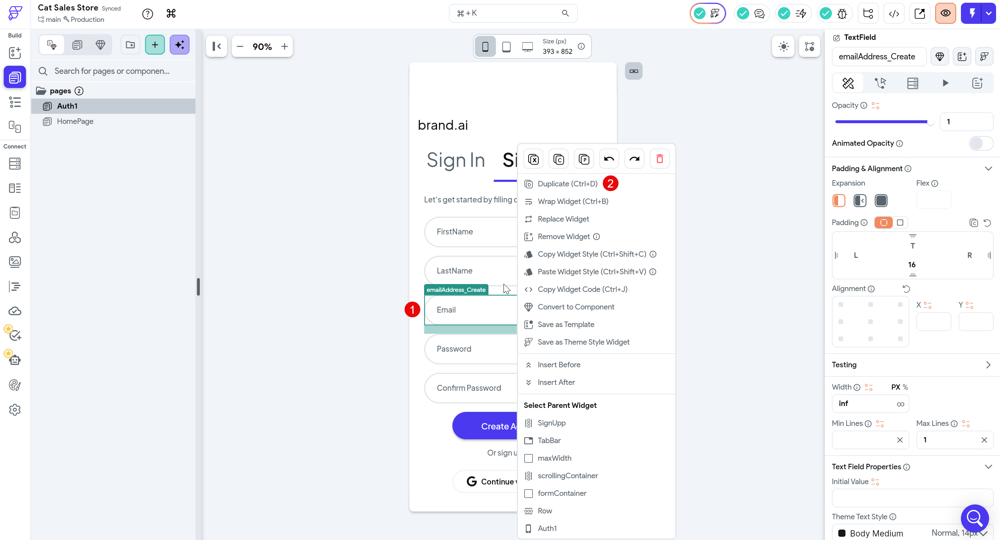 Cat Sales Store Synced
main Production
⌘ + K
Build
Connect
90%
Size (px)
393 × 852
Search for pages or componen...
pages 2
Auth1
HomePage
brand.ai
Sign In
Si
Let's get started by filling
FirstName
LastName
emailAddress_Create
1
Email
Password
Confirm Password
Create A
Or sign u
G Continue
X C P
Duplicate (Ctrl+D) 2
Wrap Widget (Ctrl+B)
Replace Widget
Remove Widget
Copy Widget Style (Ctrl+Shift+C)
Paste Widget Style (Ctrl+Shift+V)
Copy Widget Code (Ctrl+J)
Convert to Component
Save as Template
Save as Theme Style Widget
Insert Before
Insert After
Select Parent Widget
SignUpp
TabBar
maxWidth
scrollingContainer
formContainer
Row
Auth1
TextField
emailAddress_Create
Opacity
1
Animated Opacity
Padding & Alignment
Expansion Flex
Padding
T
L R
16
Alignment
X Y
Testing
Width PX %
inf ∞
Min Lines Max Lines
1
Text Field Properties
Initial Value
Theme Text Style
Body Medium Normal, 14px